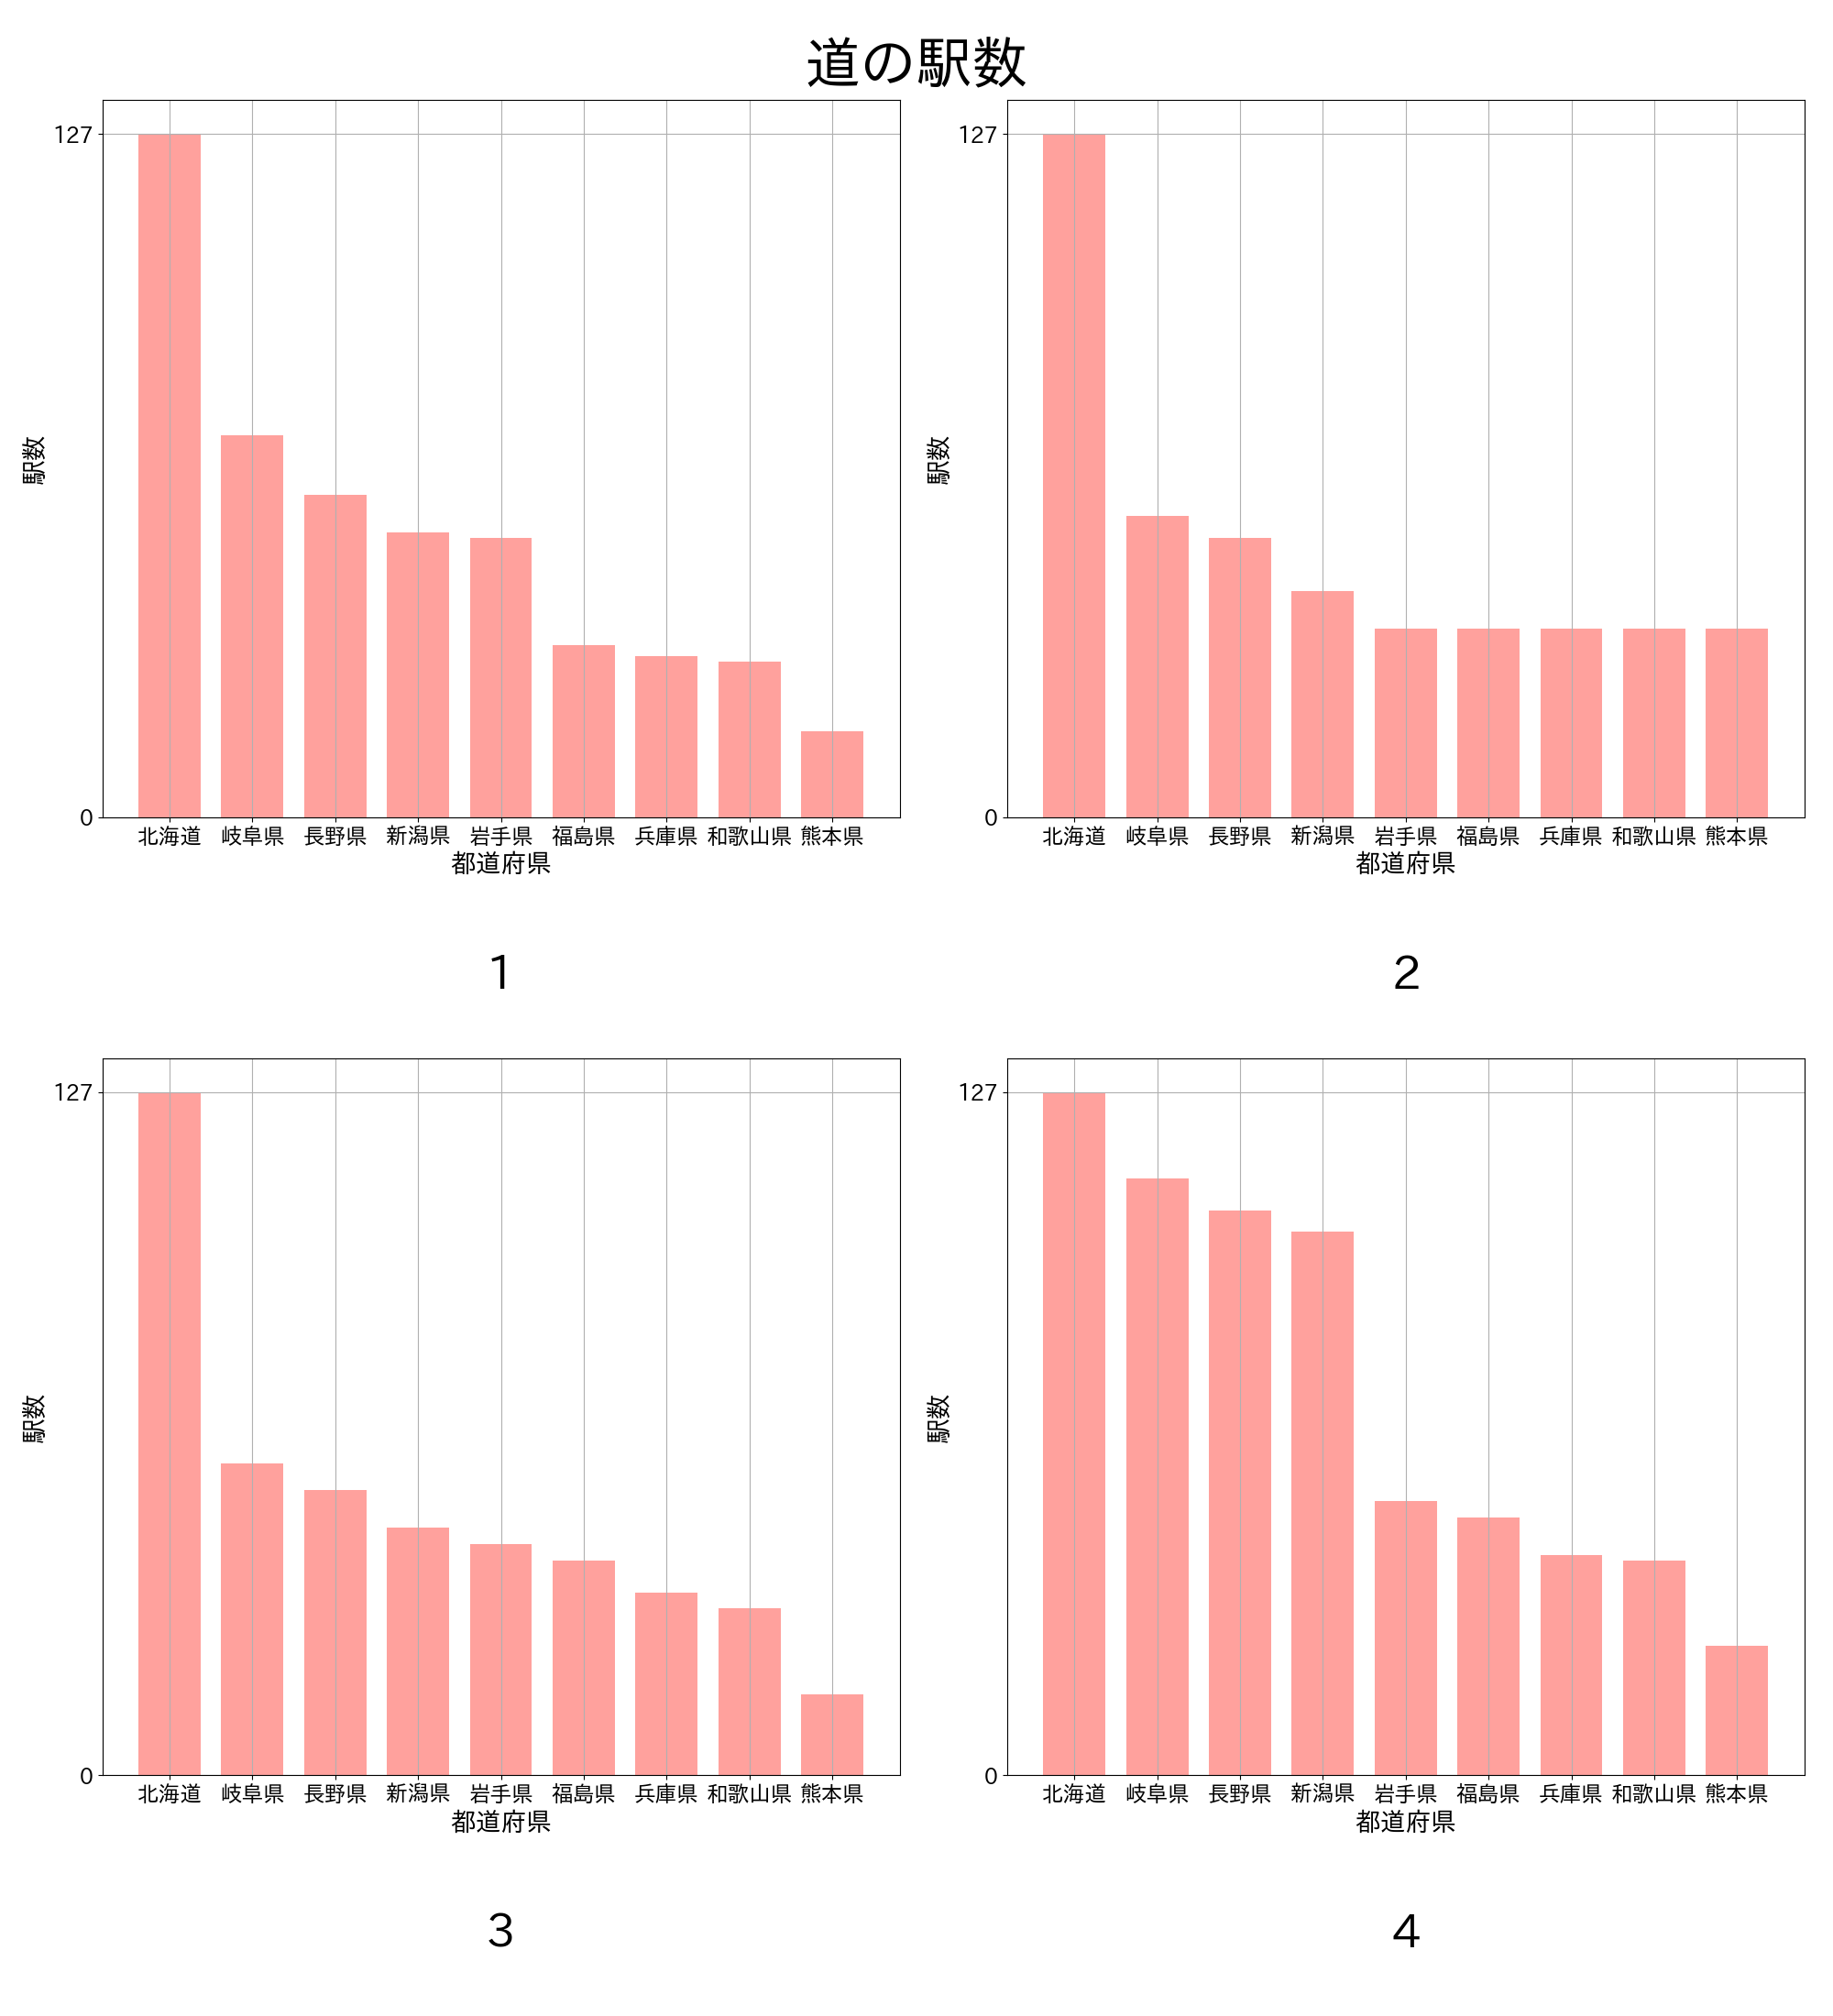 道の駅数
127
0
駅数
北海道 岐阜県 長野県 新潟県 岩手県 福島県 兵庫県 和歌山県 熊本県
都道府県
1
127
0
駅数
北海道 岐阜県 長野県 新潟県 岩手県 福島県 兵庫県 和歌山県 熊本県
都道府県
2
127
0
駅数
北海道 岐阜県 長野県 新潟県 岩手県 福島県 兵庫県 和歌山県 熊本県
都道府県
3
127
0
駅数
北海道 岐阜県 長野県 新潟県 岩手県 福島県 兵庫県 和歌山県 熊本県
都道府県
4